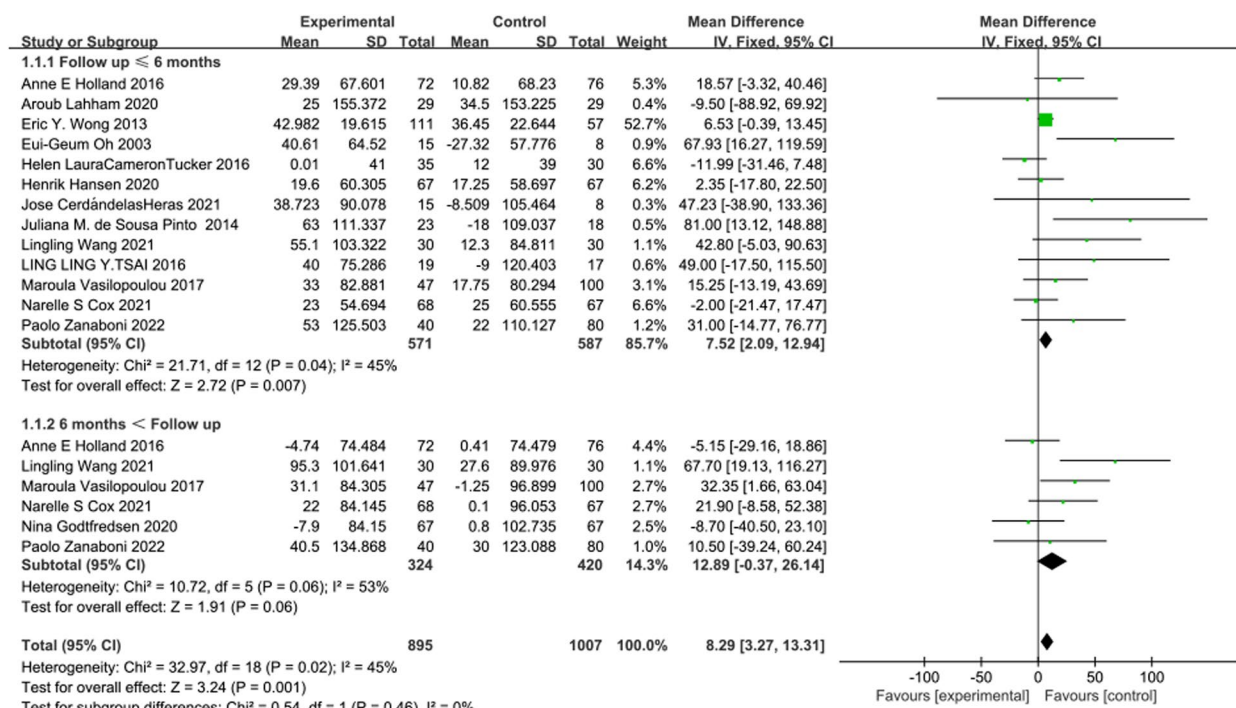 Experimental Control Mean Difference Mean Difference
Study or Subgroup Mean SD Total Mean SD Total Weight IV, Fixed, 95% CI IV, Fixed, 95% CI
1.1.1 Follow up ≤ 6 months
Anne E Holland 2016 29.39 67.601 72 10.82 68.23 76 5.3% 18.57 [-3.32, 40.46]
Aroub Lahham 2020 25 155.372 29 34.5 153.225 29 0.4% -9.50 [-88.92, 69.92]
Eric Y. Wong 2013 42.982 19.615 111 36.45 22.644 57 52.7% 6.53 [-0.39, 13.45]
Eui-Geum Oh 2003 40.61 64.52 15 -27.32 57.776 8 0.9% 67.93 [16.27, 119.59]
Helen LauraCameronTucker 2016 0.01 41 35 12 39 30 6.6% -11.99 [-31.46, 7.48]
Henrik Hansen 2020 19.6 60.305 67 17.25 58.697 67 6.2% 2.35 [-17.80, 22.50]
Jose CerdándelasHeras 2021 38.723 90.078 15 -8.509 105.464 8 0.3% 47.23 [-38.90, 133.36]
Juliana M. de Sousa Pinto 2014 63 111.337 23 -18 109.037 18 0.6% 81.00 [13.12, 148.88]
Lingling Wang 2021 55.1 103.322 30 12.3 84.811 30 1.1% 42.80 [-5.03, 90.63]
LING LING Y.TSAI 2016 40 75.286 19 -9 120.403 17 0.6% 49.00 [-17.50, 115.50]
Maroula Vasilopoulou 2017 33 82.881 47 17.75 80.294 100 3.1% 15.25 [-13.19, 43.69]
Narelle S Cox 2021 23 54.694 68 25 60.555 67 6.6% -2.00 [-21.47, 17.47]
Paolo Zanaboni 2022 53 125.503 40 22 110.127 80 1.2% 31.00 [-14.77, 76.77]
Subtotal (95% CI) 571 587 85.7% 7.52 [2.09, 12.94]
Heterogeneity: Chi² = 21.71, df = 12 (P = 0.04); I² = 45%
Test for overall effect: Z = 2.72 (P = 0.007)
1.1.2 6 months < Follow up
Anne E Holland 2016 -4.74 74.484 72 0.41 74.479 76 4.4% -5.15 [-29.16, 18.86]
Lingling Wang 2021 95.3 101.641 30 27.6 89.976 30 1.1% 67.70 [19.13, 116.27]
Maroula Vasilopoulou 2017 31.1 84.305 47 -1.25 96.899 100 2.7% 32.35 [1.66, 63.04]
Narelle S Cox 2021 22 84.145 68 0.1 96.053 67 2.7% 21.90 [-8.58, 52.38]
Nina Godtfredsen 2020 -7.9 84.15 67 0.8 102.735 67 2.5% -8.70 [-40.50, 23.10]
Paolo Zanaboni 2022 40.5 134.868 40 30 123.088 80 1.0% 10.50 [-39.24, 60.24]
Subtotal (95% CI) 324 420 14.3% 12.89 [-0.37, 26.14]
Heterogeneity: Chi² = 10.72, df = 5 (P = 0.06); I² = 53%
Test for overall effect: Z = 1.91 (P = 0.06)
Total (95% CI) 895 1007 100.0% 8.29 [3.27, 13.31]
Heterogeneity: Chi² = 32.97, df = 18 (P = 0.02); I² = 45%
Test for overall effect: Z = 3.24 (P = 0.001)
Test for subgroup differences: Chi² = 0.54, df = 1 (P = 0.46), I² = 0%
-100 -50 0 50 100
Favours [experimental] Favours [control]